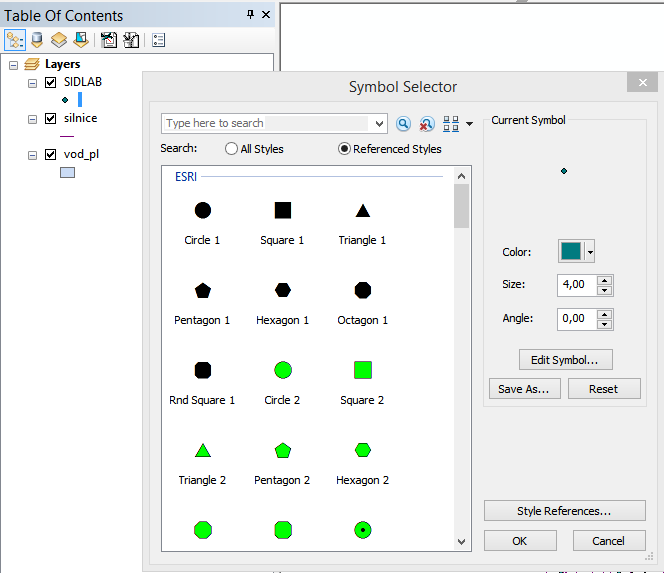 Table Of Contents
Layers
SIDLAB
silnice
vod_pl
Symbol Selector
Type here to search
Search:
All Styles
Referenced Styles
ESRI
Circle 1
Square 1
Triangle 1
Pentagon 1
Hexagon 1
Octagon 1
Rnd Square 1
Circle 2
Square 2
Triangle 2
Pentagon 2
Hexagon 2
Current Symbol
Color:
Size:
4,00
Angle:
0,00
Edit Symbol...
Save As...
Reset
Style References...
OK
Cancel